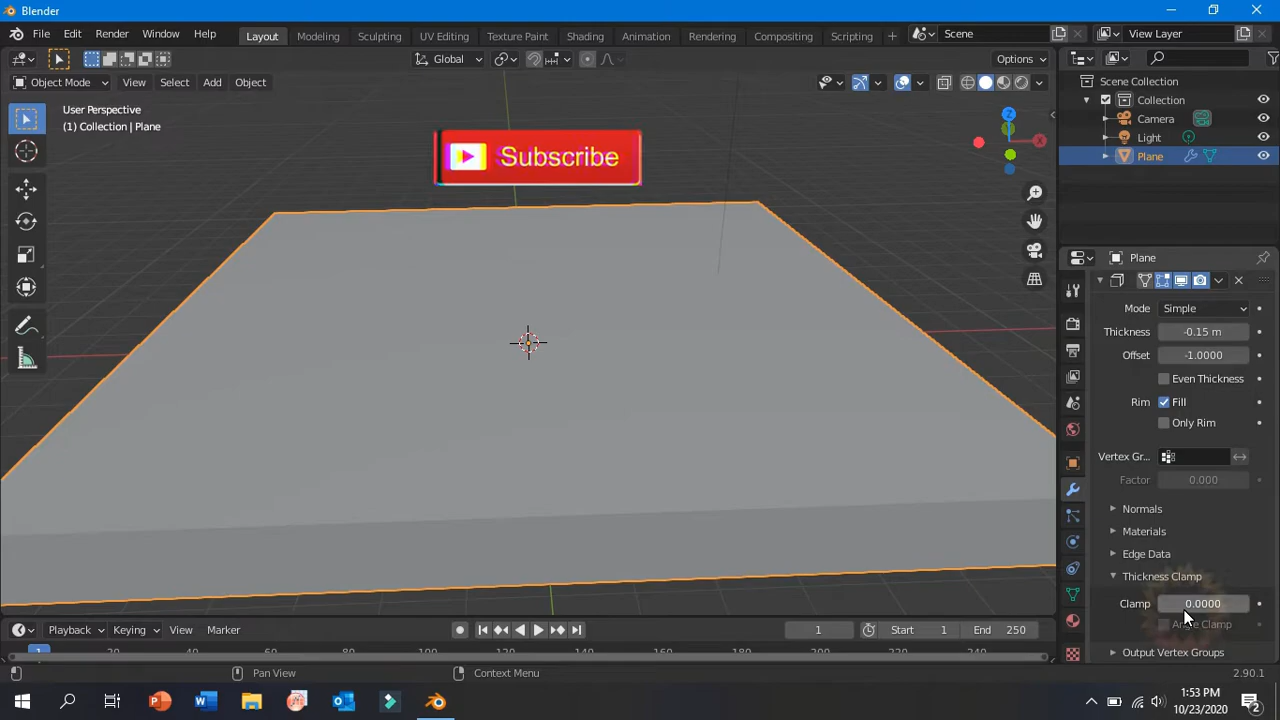 Blender
File Edit Render Window Help Layout Modeling Sculpting UV Editing Texture Paint Shading Animation Rendering Compositing Scripting + Scene View Layer
Global Options
Object Mode View Select Add Object
User Perspective
(1) Collection | Plane
Subscribe
Z
Scene Collection
Collection
Camera
Light
Plane
Plane
Mode Simple
Thickness -0.15 m
Offset -1.0000
Even Thickness
Rim Fill
Only Rim
Vertex Gr...
Factor 0.000
Normals
Materials
Edge Data
Thickness Clamp
Clamp 0.0000
Angle Clamp
Output Vertex Groups
Playback Keying View Marker 1 Start 1 End 250
1 20 40 60 80 100 120 140 160 180 200 220 240
Pan View Context Menu 2.90.1
1:53 PM
10/23/2020
2